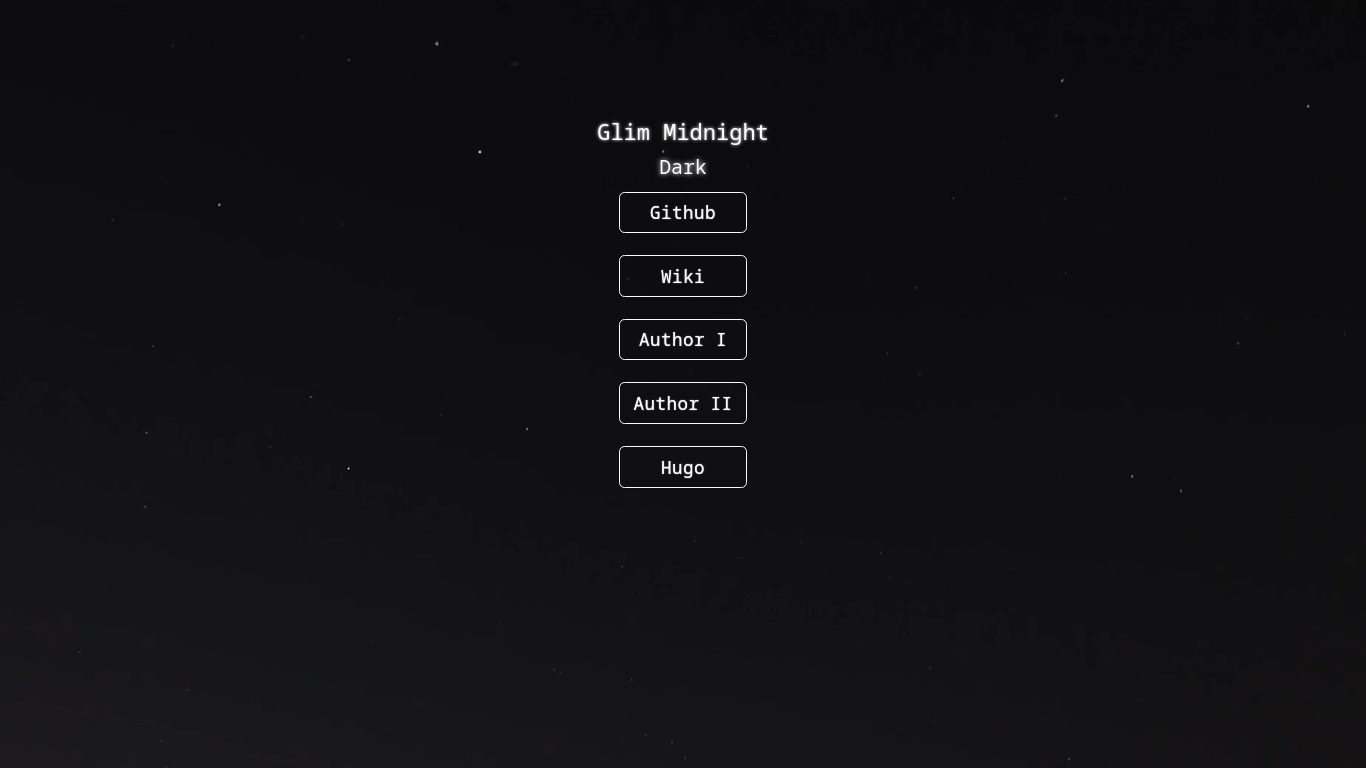 Glim Midnight
Dark
Github
Wiki
Author I
Author II
Hugo